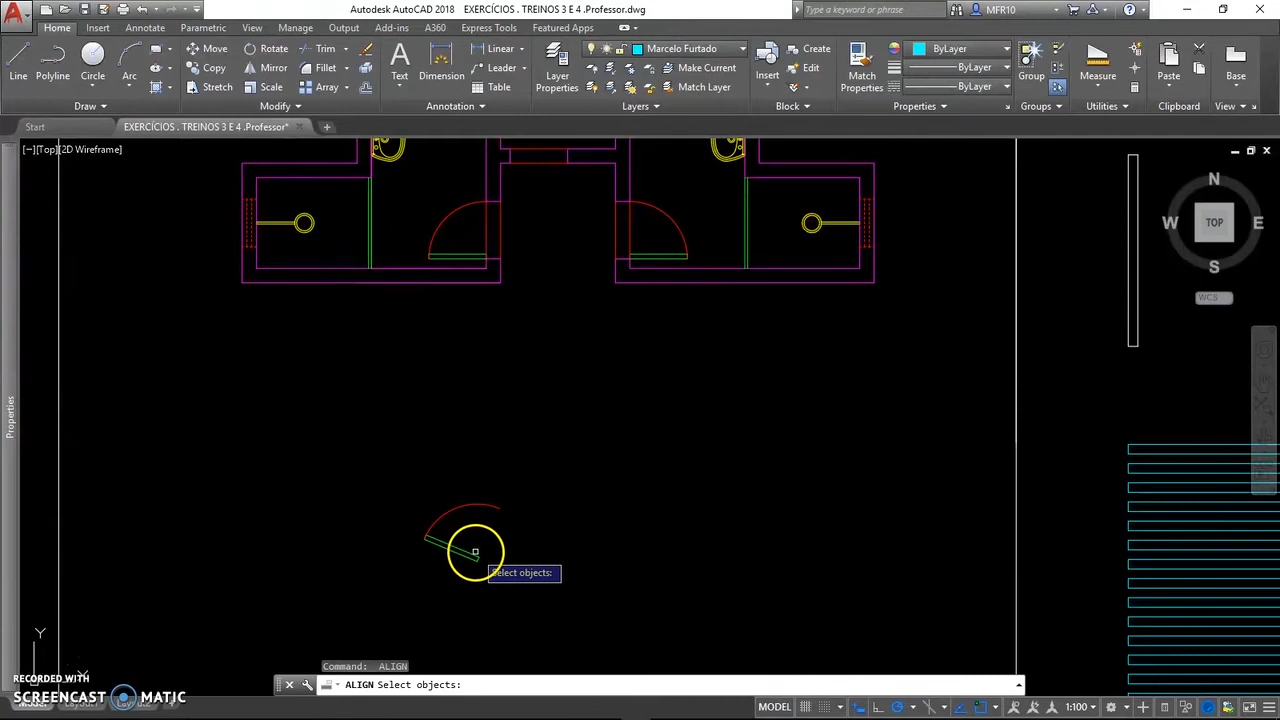 Autodesk AutoCAD 2018 EXERCÍCIOS . TREINOS 3 E 4 .Professor.dwg
Type a keyword or phrase
MFR10
Home Insert Annotate Parametric View Manage Output Add-ins A360 Express Tools Featured Apps
Line Polyline Circle Arc
Move Rotate Trim
Copy Mirror Fillet
Stretch Scale Array
Text Dimension
Linear
Leader
Table
Layer Properties
Marcelo Furtado
Make Current
Match Layer
Insert
Create
Edit
Match Properties
ByLayer
ByLayer
ByLayer
Group
Measure
Paste
Base
Draw Modify Annotation Layers Block Properties Groups Utilities Clipboard View
Start EXERCÍCIOS . TREINOS 3 E 4 .Professor*
[−][Top][2D Wireframe]
N
W TOP E
S
WCS
Properties
Select objects:
Y
X
Command: ALIGN
ALIGN Select objects:
RECORDED WITH
SCREENCAST MATIC
Model Layout1 Layout2
MODEL 1:100